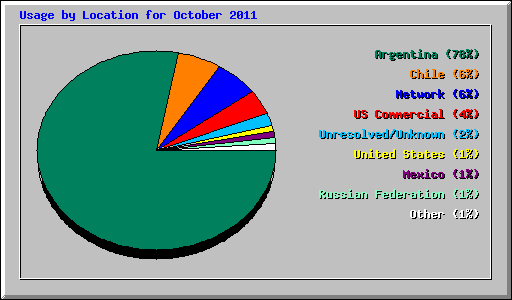 Usage by Location for October 2011
Argentina (78%)
Chile (6%)
Network (6%)
US Commercial (4%)
Unresolved/Unknown (2%)
United States (1%)
Mexico (1%)
Russian Federation (1%)
Other (1%)